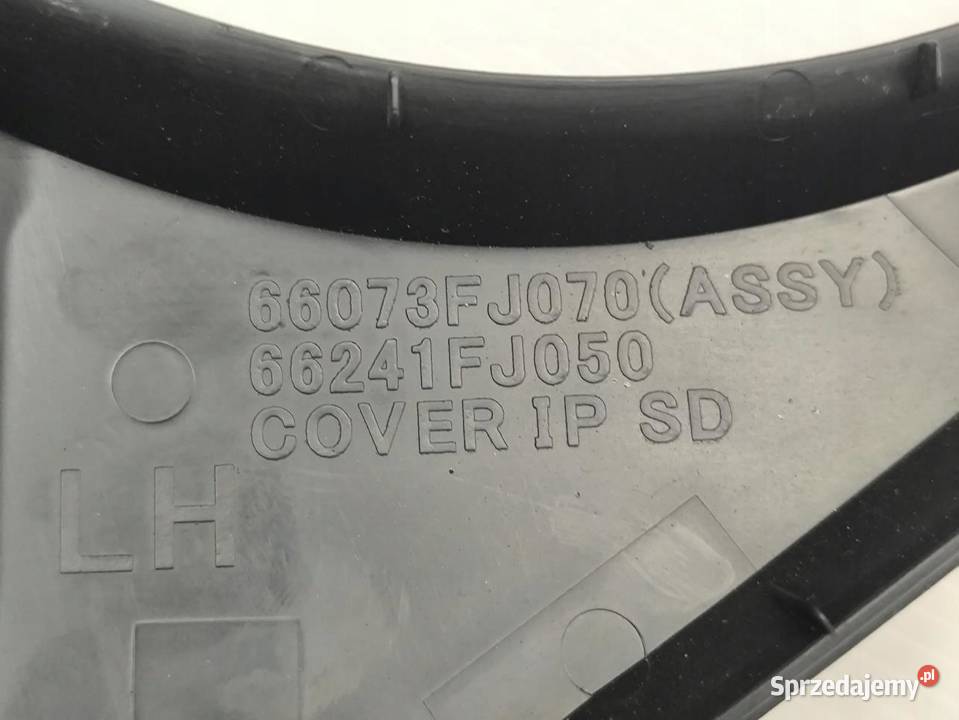 66073FJ070(ASSY)
66241FJ050
COVER IP SD
LH
Sprzedajemy.pl